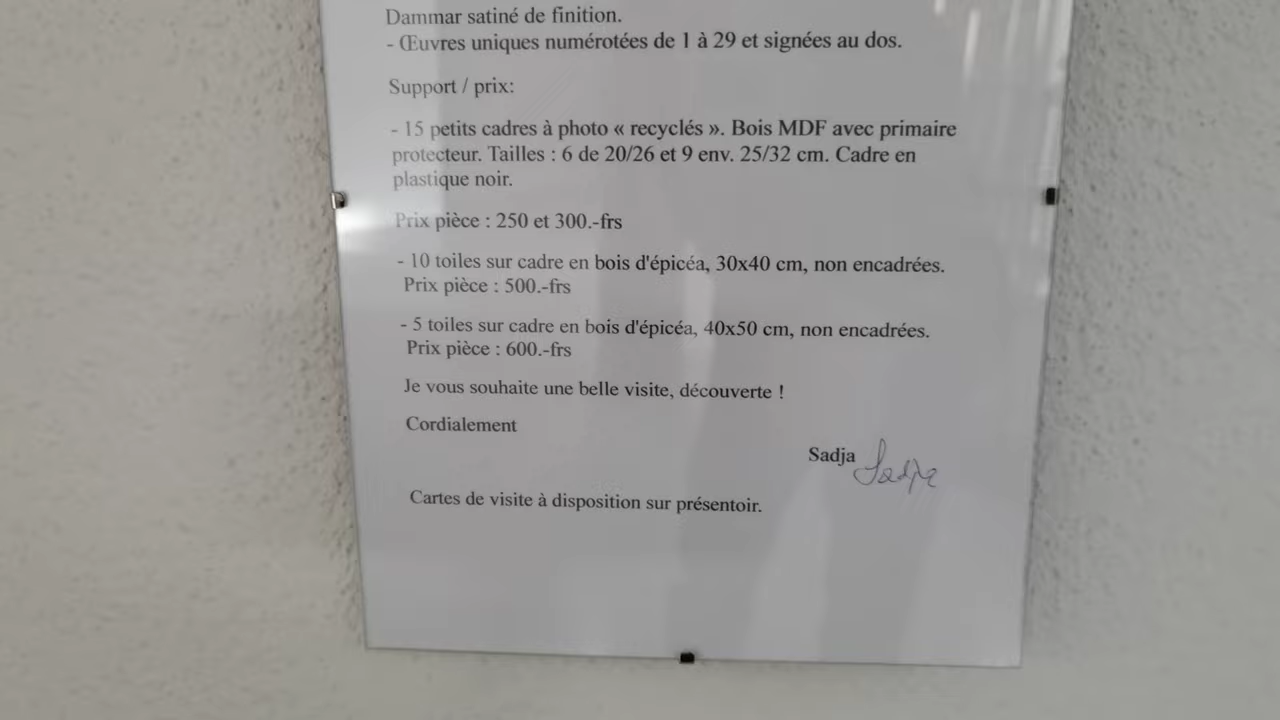 Dammar satiné de finition.
- Œuvres uniques numérotées de 1 à 29 et signées au dos.
Support / prix:
- 15 petits cadres à photo « recyclés ». Bois MDF avec primaire
protecteur. Tailles : 6 de 20/26 et 9 env. 25/32 cm. Cadre en
plastique noir.
Prix pièce : 250 et 300.-frs
- 10 toiles sur cadre en bois d'épicéa, 30x40 cm, non encadrées.
Prix pièce : 500.-frs
- 5 toiles sur cadre en bois d'épicéa, 40x50 cm, non encadrées.
Prix pièce : 600.-frs
Je vous souhaite une belle visite, découverte !
Cordialement
Sadja Sadja
Cartes de visite à disposition sur présentoir.